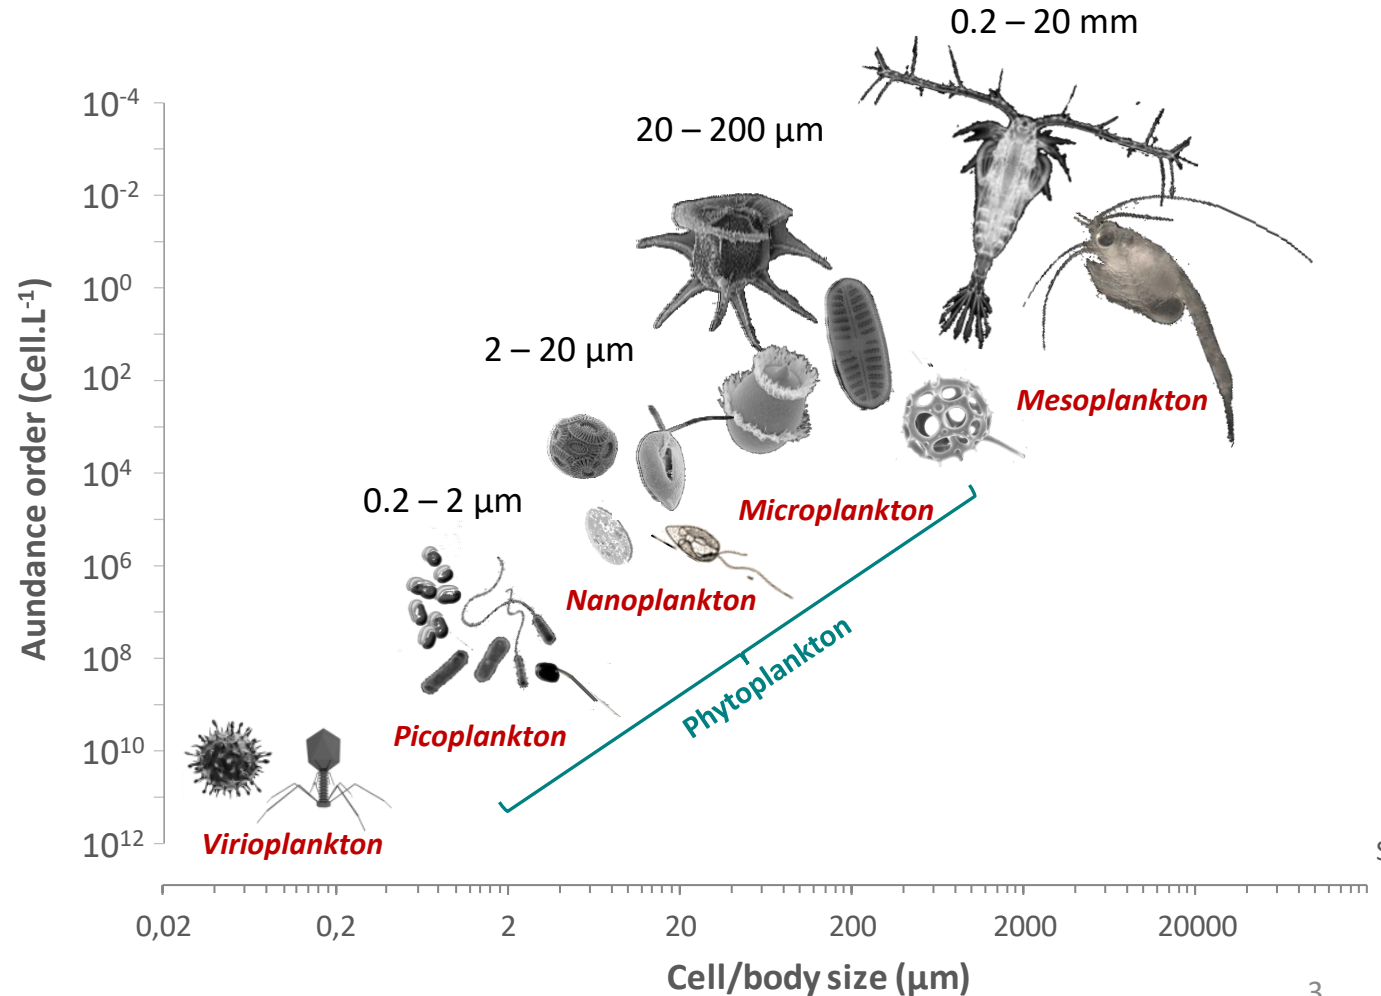 0.2 – 20 mm
20 – 200 µm
2 – 20 µm
0.2 – 2 µm
10-4
10-2
100
102
104
106
108
1010
1012
Aundance order (Cell.L-1)
Mesoplankton
Microplankton
Nanoplankton
Phytoplankton
Picoplankton
Virioplankton
0,02 0,2 2 20 200 2000 20000
Cell/body size (µm)
3